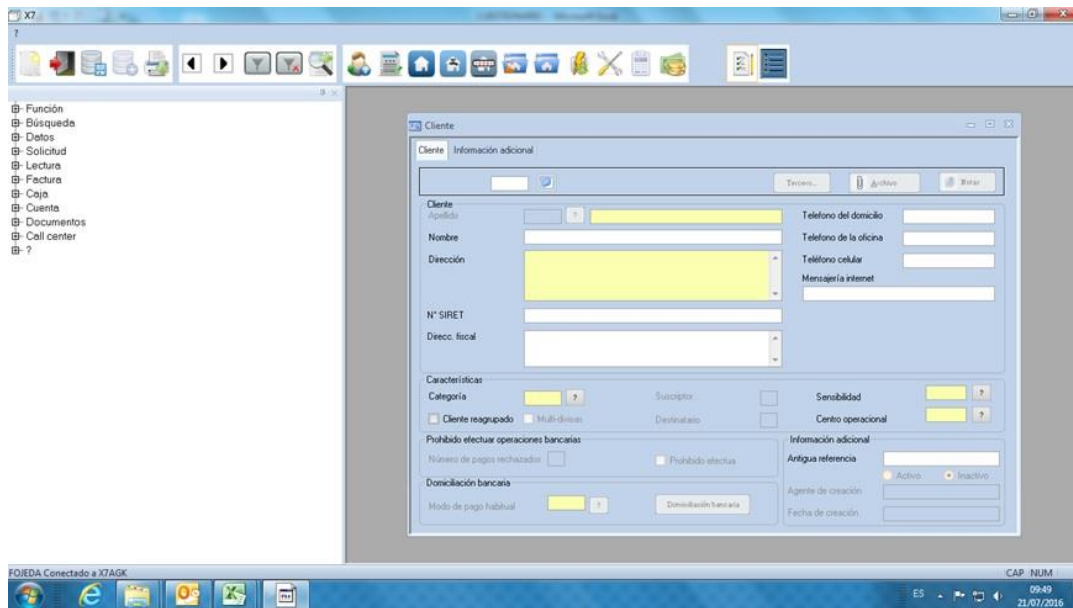 X7
?
Función
Búsqueda
Datos
Solicitud
Lectura
Factura
Caja
Cuenta
Documentos
Call center
?
Cliente
Cliente Información adicional
Tercero... Archivo
Cliente
Apellido ? Telefono del domicilio
Nombre Telefono de la oficina
Dirección Teléfono celular
Mensajería internet
N° SIRET
Direcc. fiscal
Características
Categoría ? Suscriptor Sensibilidad ?
Cliente reagrupado Multi-divisas Destinatario Centro operacional ?
Prohibido efectuar operaciones bancarias Información adicional
Número de pagos rechazados Prohibido efectua Antigua referencia
Activo Inactivo
Domiciliación bancaria Agente de creación
Modo de pago habitual ? Domiciliación bancaria Fecha de creación
FOJEDA Conectado a X7AGK CAP NUM
ES 09:49
21/07/2016